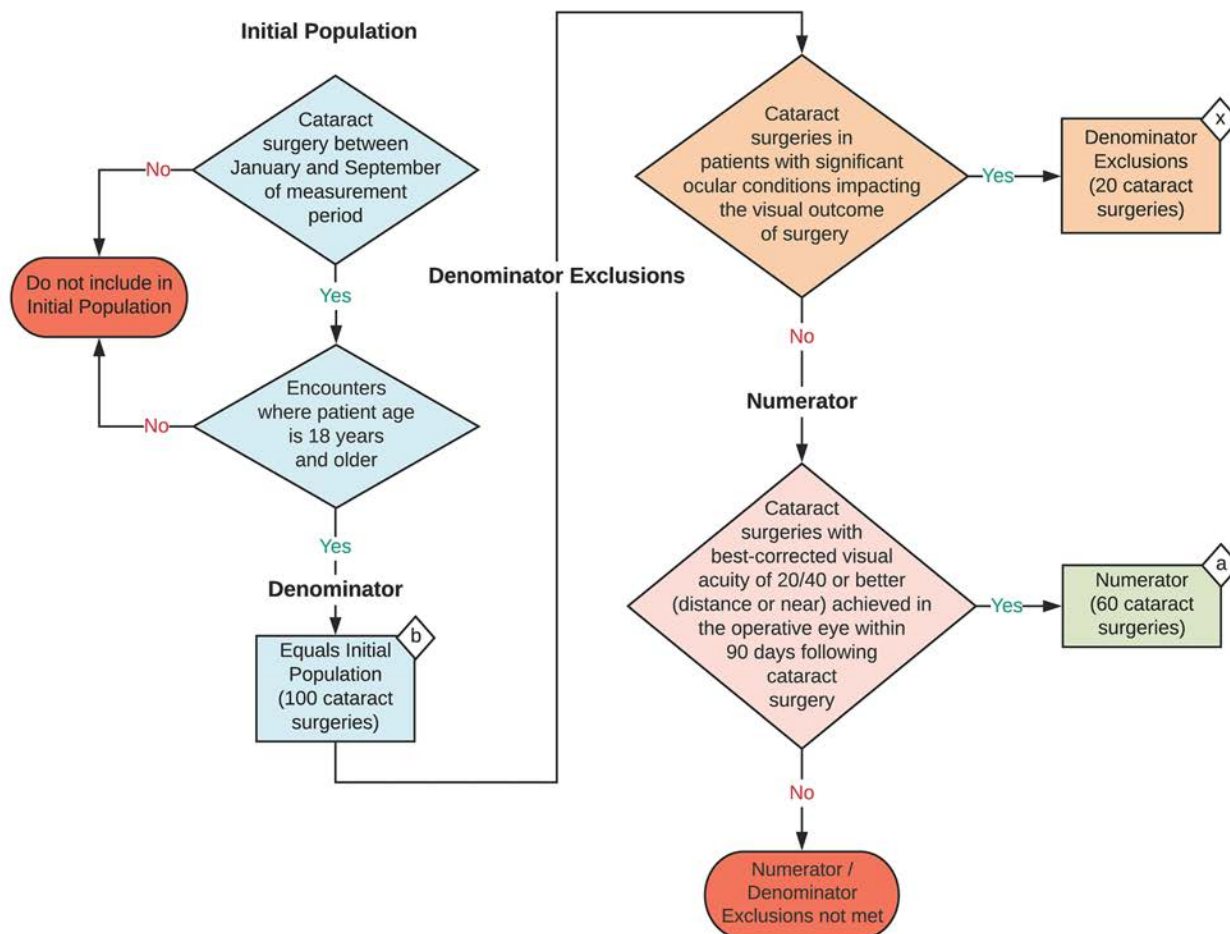 Initial Population
Cataract
surgery between
January and September
of measurement
period
No
Do not include in
Initial Population
Yes
Encounters
where patient age
is 18 years
and older
No
Yes
Denominator
b
Equals Initial
Population
(100 cataract
surgeries)
Denominator Exclusions
Cataract
surgeries in
patients with significant
ocular conditions impacting
the visual outcome
of surgery
Yes
x
Denominator
Exclusions
(20 cataract
surgeries)
No
Numerator
Cataract
surgeries with
best-corrected visual
acuity of 20/40 or better
(distance or near) achieved in
the operative eye within
90 days following
cataract
surgery
Yes
a
Numerator
(60 cataract
surgeries)
No
Numerator /
Denominator
Exclusions not met